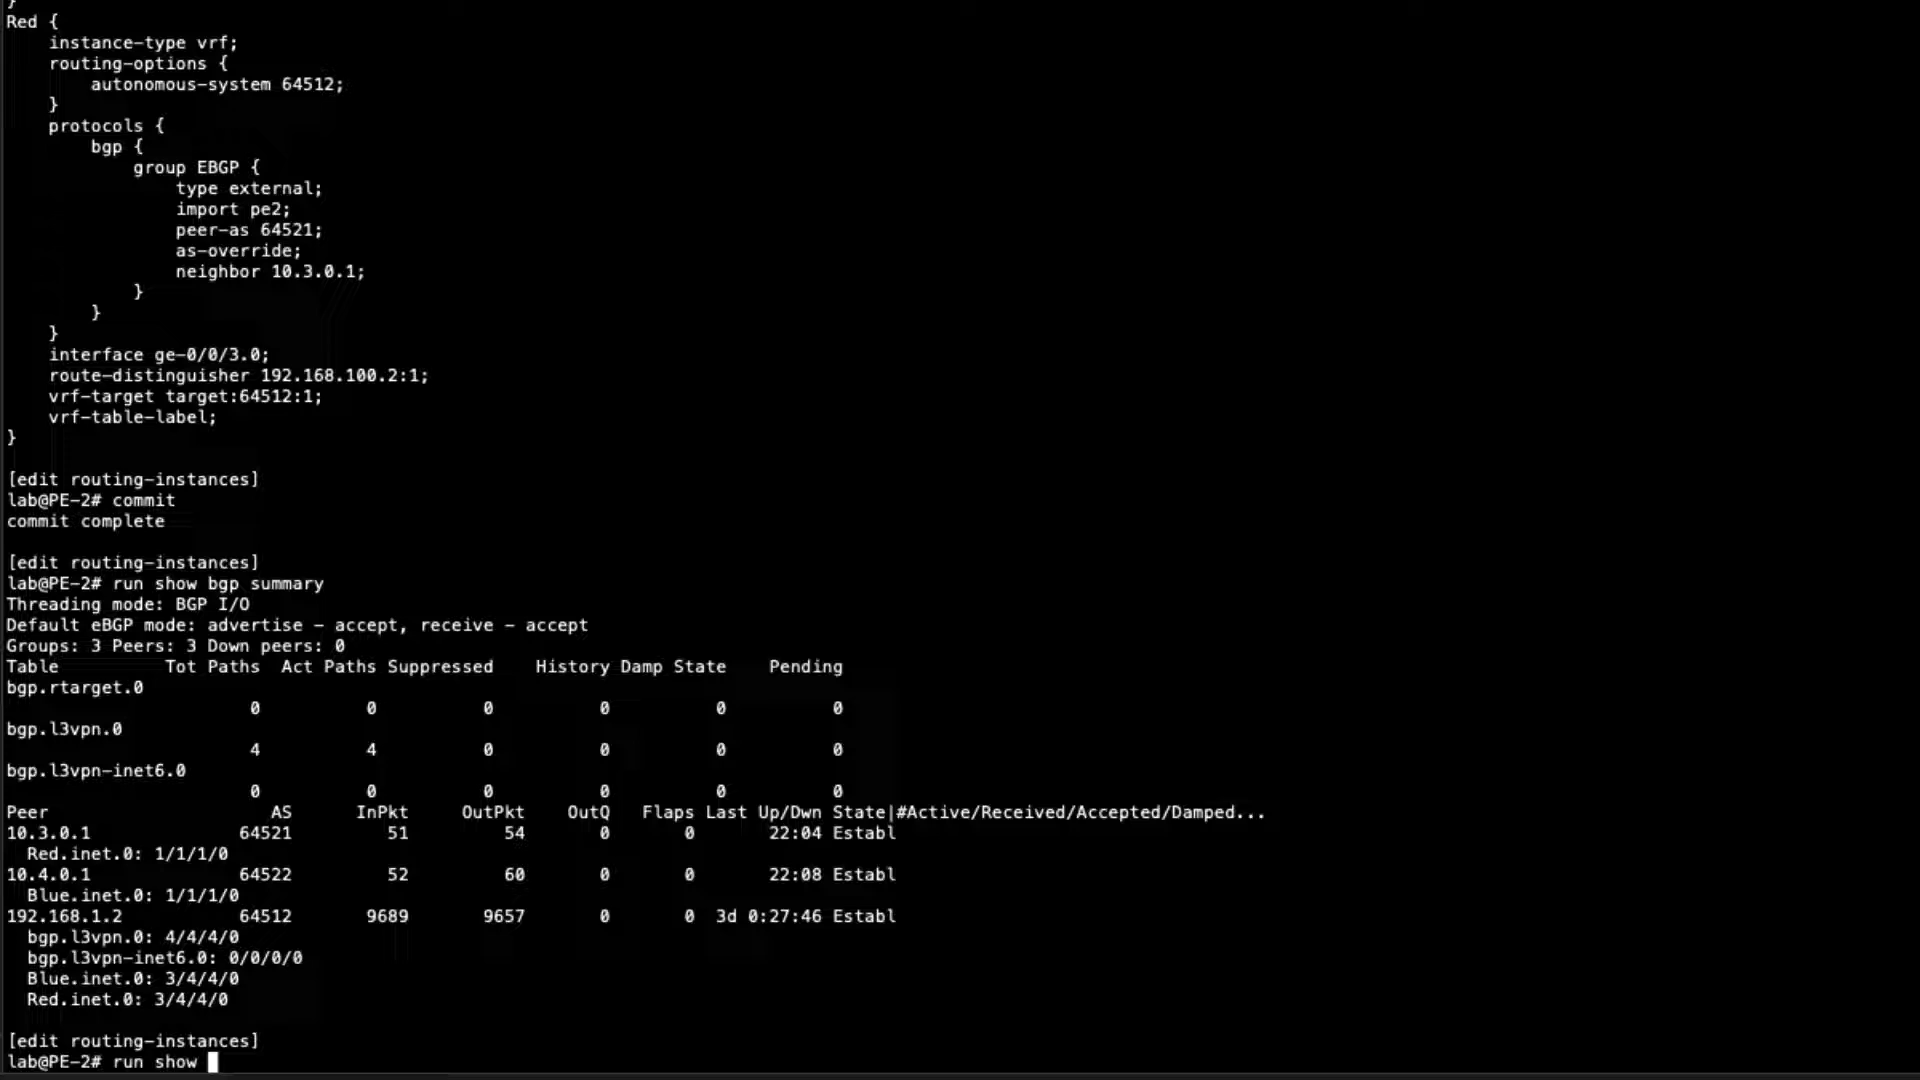 }
Red {
    instance-type vrf;
    routing-options {
        autonomous-system 64512;
    }
    protocols {
        bgp {
            group EBGP {
                type external;
                import pe2;
                peer-as 64521;
                as-override;
                neighbor 10.3.0.1;
            }
        }
    }
    interface ge-0/0/3.0;
    route-distinguisher 192.168.100.2:1;
    vrf-target target:64512:1;
    vrf-table-label;
}
[edit routing-instances]
lab@PE-2# commit
commit complete
[edit routing-instances]
lab@PE-2# run show bgp summary
Threading mode: BGP I/O
Default eBGP mode: advertise - accept, receive - accept
Groups: 3 Peers: 3 Down peers: 0
Table          Tot Paths  Act Paths Suppressed    History Damp State    Pending
bgp.rtarget.0
                       0          0          0          0          0          0
bgp.l3vpn.0
                       4          4          0          0          0          0
bgp.l3vpn-inet6.0
                       0          0          0          0          0          0
Peer                     AS      InPkt     OutPkt    OutQ   Flaps Last Up/Dwn State|#Active/Received/Accepted/Damped...
10.3.0.1              64521         51         54       0       0       22:04 Establ
  Red.inet.0: 1/1/1/0
10.4.0.1              64522         52         60       0       0       22:08 Establ
  Blue.inet.0: 1/1/1/0
192.168.1.2           64512       9689       9657       0       0  3d 0:27:46 Establ
  bgp.l3vpn.0: 4/4/4/0
  bgp.l3vpn-inet6.0: 0/0/0/0
  Blue.inet.0: 3/4/4/0
  Red.inet.0: 3/4/4/0
[edit routing-instances]
lab@PE-2# run show